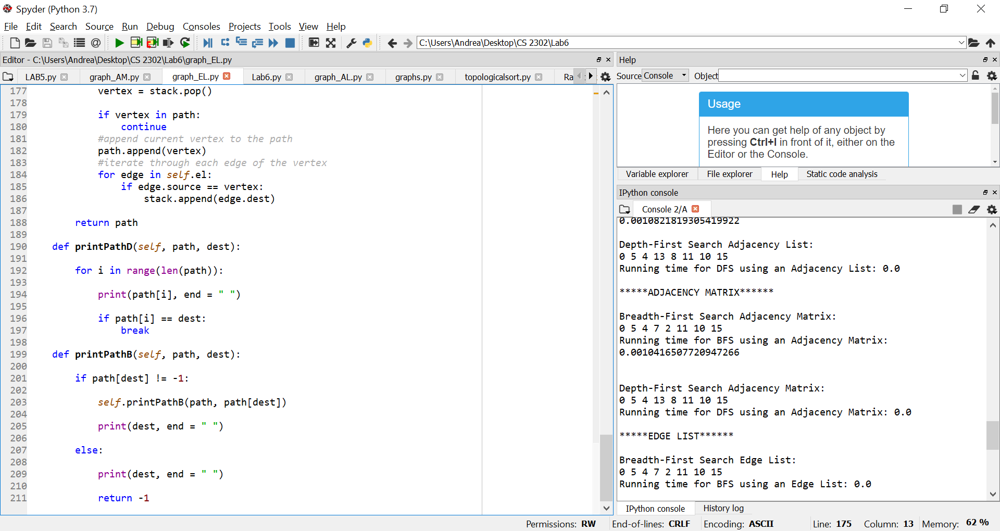 Spyder (Python 3.7)
File Edit Search Source Run Debug Consoles Projects Tools View Help
C:\Users\Andrea\Desktop\CS 2302\Lab6
Editor - C:\Users\Andrea\Desktop\CS 2302\Lab6\graph_EL.py
LAB5.py graph_AM.py graph_EL.py Lab6.py graph_AL.py graphs.py topologicalsort.py Ra
177 vertex = stack.pop()
178
179 if vertex in path:
180 continue
181 #append current vertex to the path
182 path.append(vertex)
183 #iterate through each edge of the vertex
184 for edge in self.el:
185 if edge.source == vertex:
186 stack.append(edge.dest)
187
188 return path
189
190 def printPathD(self, path, dest):
191
192 for i in range(len(path)):
193
194 print(path[i], end = " ")
195
196 if path[i] == dest:
197 break
198
199 def printPathB(self, path, dest):
200
201 if path[dest] != -1:
202
203 self.printPathB(path, path[dest])
204
205 print(dest, end = " ")
206
207 else:
208
209 print(dest, end = " ")
210
211 return -1
Help
Source Console Object
Usage
Here you can get help of any object by
pressing Ctrl+I in front of it, either on the
Editor or the Console.
Variable explorer File explorer Help Static code analysis
IPython console
Console 2/A
0.0010821819305419922
Depth-First Search Adjacency List:
0 5 4 13 8 11 10 15
Running time for DFS using an Adjacency List: 0.0
*****ADJACENCY MATRIX******
Breadth-First Search Adjacency Matrix:
0 5 4 7 2 11 10 15
Running time for BFS using an Adjacency Matrix:
0.0010416507720947266
Depth-First Search Adjacency Matrix:
0 5 4 13 8 11 10 15
Running time for DFS using an Adjacency Matrix: 0.0
*****EDGE LIST******
Breadth-First Search Edge List:
0 5 4 7 2 11 10 15
Running time for BFS using an Edge List: 0.0
IPython console History log
Permissions: RW End-of-lines: CRLF Encoding: ASCII Line: 175 Column: 13 Memory: 62 %